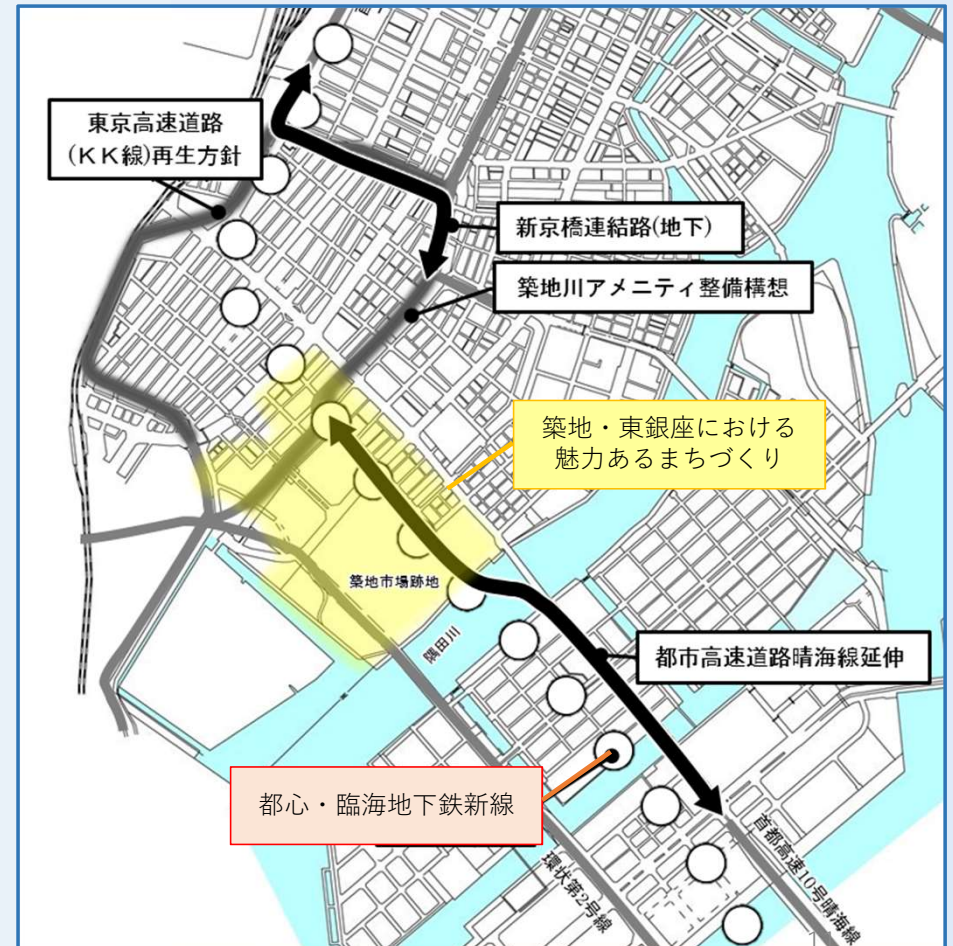 東京高速道路
(KK線)再生方針
新京橋連結路(地下)
築地川アメニティ整備構想
築地・東銀座における
魅力あるまちづくり
築地市場跡地
隅田川
都市高速道路晴海線延伸
都心・臨海地下鉄新線
首都高速10号晴海線
環状第2号線